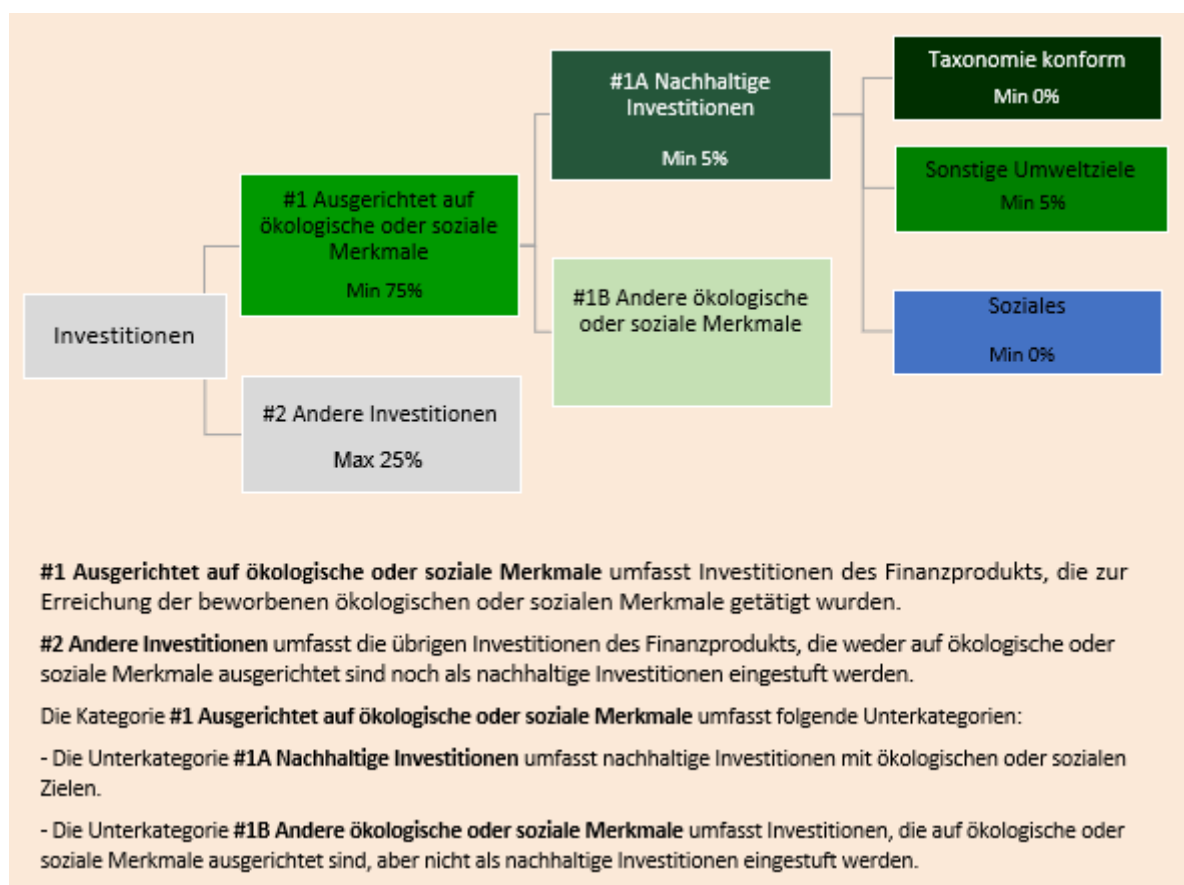 Investitionen
#1 Ausgerichtet auf
ökologische oder soziale
Merkmale
Min 75%
#2 Andere Investitionen
Max 25%
#1A Nachhaltige
Investitionen
Min 5%
#1B Andere ökologische
oder soziale Merkmale
Taxonomie konform
Min 0%
Sonstige Umweltziele
Min 5%
Soziales
Min 0%
#1 Ausgerichtet auf ökologische oder soziale Merkmale umfasst Investitionen des Finanzprodukts, die zur
Erreichung der beworbenen ökologischen oder sozialen Merkmale getätigt wurden.
#2 Andere Investitionen umfasst die übrigen Investitionen des Finanzprodukts, die weder auf ökologische oder
soziale Merkmale ausgerichtet sind noch als nachhaltige Investitionen eingestuft werden.
Die Kategorie #1 Ausgerichtet auf ökologische oder soziale Merkmale umfasst folgende Unterkategorien:
- Die Unterkategorie #1A Nachhaltige Investitionen umfasst nachhaltige Investitionen mit ökologischen oder sozialen
Zielen.
- Die Unterkategorie #1B Andere ökologische oder soziale Merkmale umfasst Investitionen, die auf ökologische oder
soziale Merkmale ausgerichtet sind, aber nicht als nachhaltige Investitionen eingestuft werden.